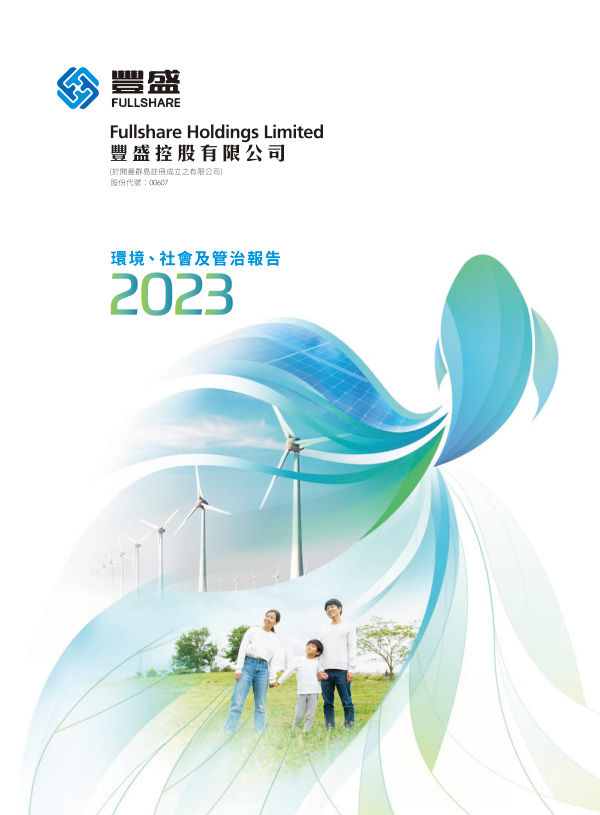 豐盛
FULLSHARE
Fullshare Holdings Limited
豐盛控股有限公司
(於開曼群島註冊成立之有限公司)
股份代號：00607
環境、社會及管治報告
2023